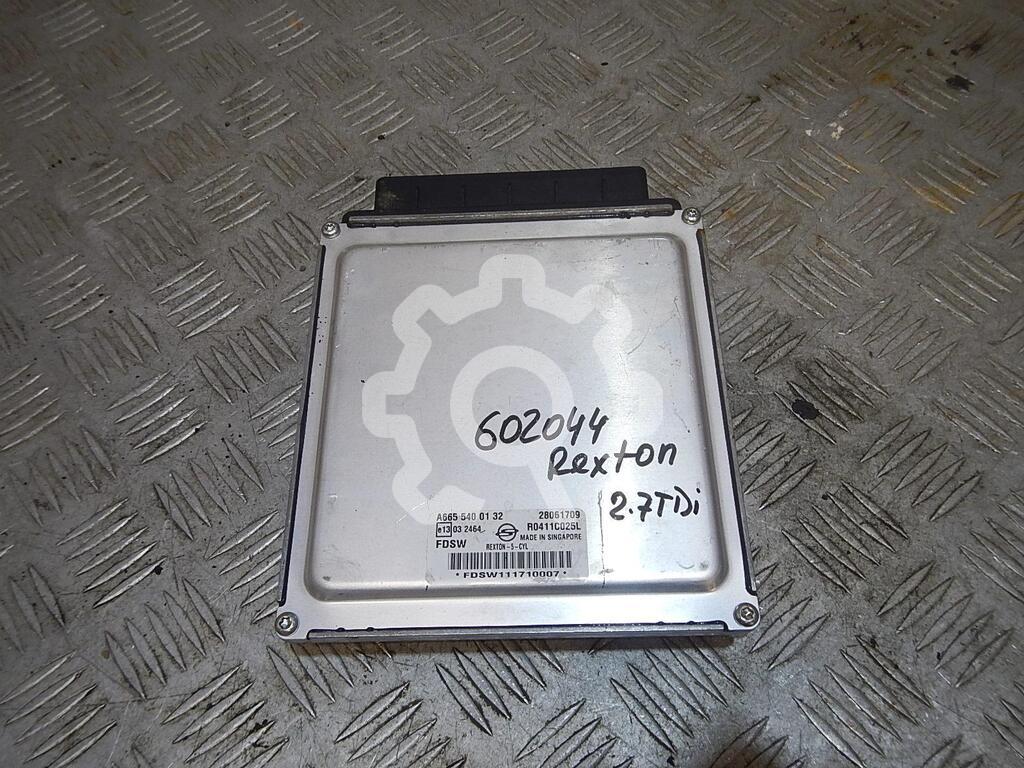 602044
Rexton
2.7TDi
A665 540 01 32 28061709
e13 03 2464 R0411C025L
FDSW MADE IN SINGAPORE
REXTON-5-CYL
* FDSW111710007 *